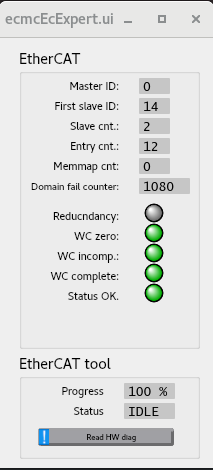 ecmcEcExpert.ui
EtherCAT
Master ID: 0
First slave ID: 14
Slave cnt.: 2
Entry cnt.: 12
Memmap cnt: 0
Domain fail counter: 1080
Reducndancy:
WC zero:
WC incomp.:
WC complete:
Status OK.
EtherCAT tool
Progress 100 %
Status IDLE
! Read HW diag